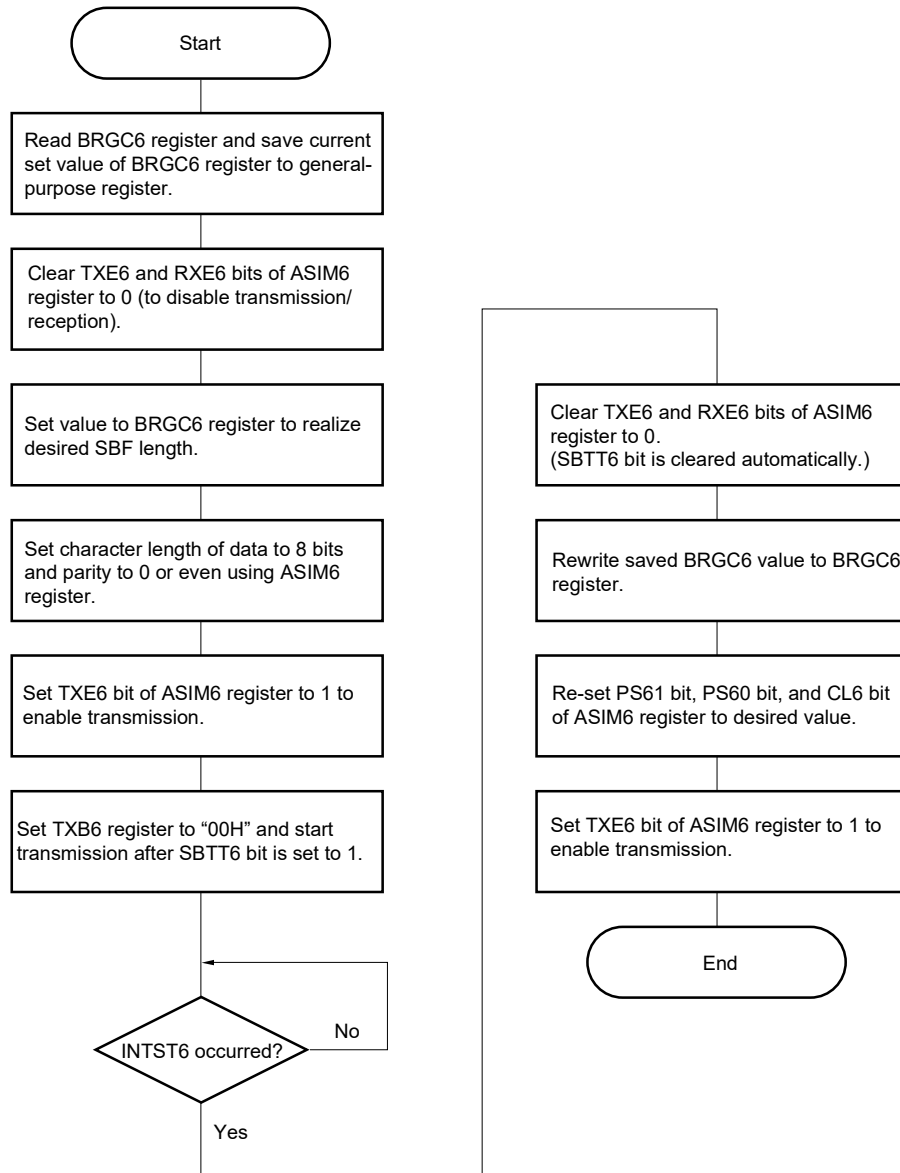 Start
Read BRGC6 register and save current
set value of BRGC6 register to general-
purpose register.
Clear TXE6 and RXE6 bits of ASIM6
register to 0 (to disable transmission/
reception).
Set value to BRGC6 register to realize
desired SBF length.
Set character length of data to 8 bits
and parity to 0 or even using ASIM6
register.
Set TXE6 bit of ASIM6 register to 1 to
enable transmission.
Set TXB6 register to “00H” and start
transmission after SBTT6 bit is set to 1.
INTST6 occurred?
No
Yes
Clear TXE6 and RXE6 bits of ASIM6
register to 0.
(SBTT6 bit is cleared automatically.)
Rewrite saved BRGC6 value to BRGC6
register.
Re-set PS61 bit, PS60 bit, and CL6 bit
of ASIM6 register to desired value.
Set TXE6 bit of ASIM6 register to 1 to
enable transmission.
End